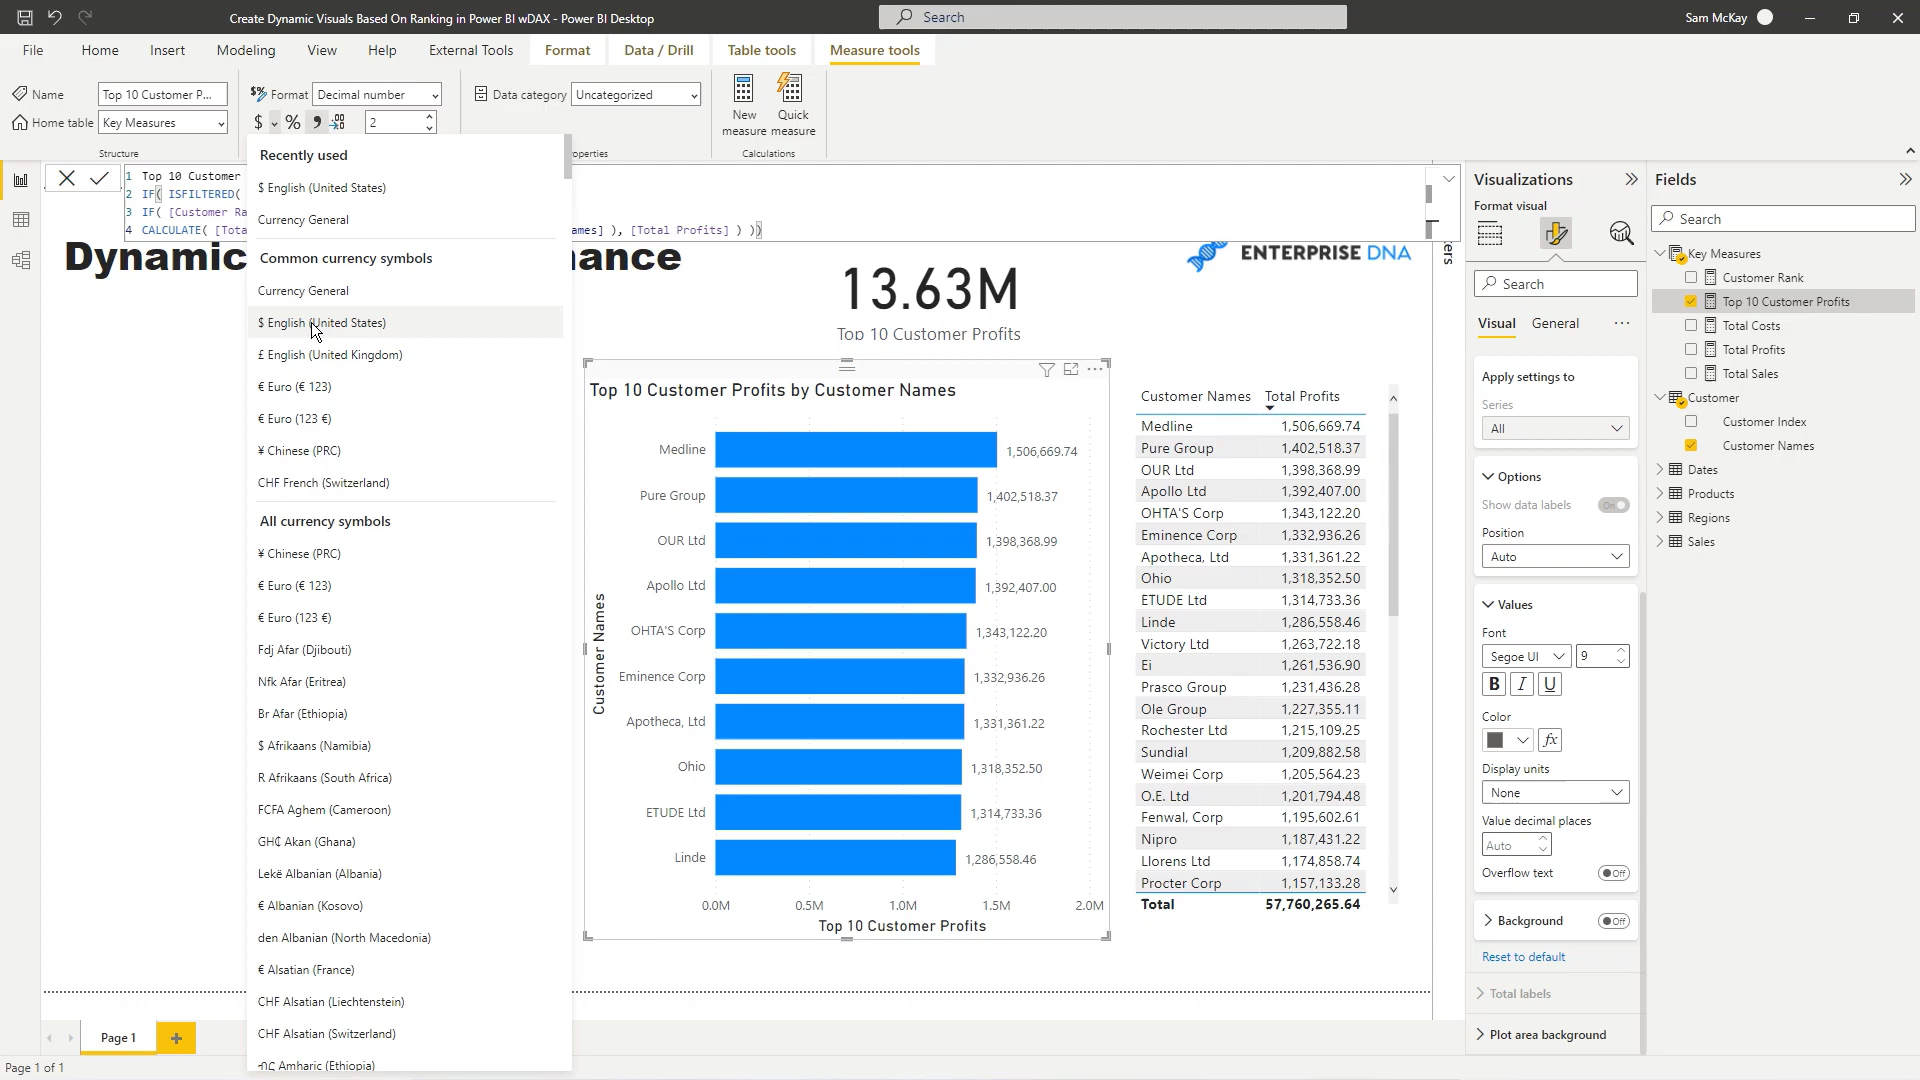 Create Dynamic Visuals Based On Ranking in Power BI wDAX - Power BI Desktop
Search
Sam McKay
File
Home
Insert
Modeling
View
Help
External Tools
Format
Data / Drill
Table tools
Measure tools
Name
Top 10 Customer P...
Format
Decimal number
Data category
Uncategorized
New measure
Quick measure
Home table
Key Measures
$ % 9
2
Structure
operties
Calculations
Recently used
$ English (United States)
Currency General
Common currency symbols
Currency General
$ English (United States)
£ English (United Kingdom)
€ Euro (€ 123)
€ Euro (123 €)
¥ Chinese (PRC)
CHF French (Switzerland)
All currency symbols
¥ Chinese (PRC)
€ Euro (€ 123)
€ Euro (123 €)
Fdj Afar (Djibouti)
Nfk Afar (Eritrea)
Br Afar (Ethiopia)
$ Afrikaans (Namibia)
R Afrikaans (South Africa)
FCFA Aghem (Cameroon)
GH₵ Akan (Ghana)
Lekë Albanian (Albania)
€ Albanian (Kosovo)
den Albanian (North Macedonia)
€ Alsatian (France)
CHF Alsatian (Liechtenstein)
CHF Alsatian (Switzerland)
Amharic (Ethiopia)
1 Top 10 Customer
2 IF( ISFILTERED(
3 IF( [Customer Ra
4 CALCULATE( [Tota
ames] ), [Total Profits] ) ))
Dynamic
nance
13.63M
Top 10 Customer Profits
ENTERPRISE DNA
ters
Top 10 Customer Profits by Customer Names
Customer Names
Medline 1,506,669.74
Pure Group 1,402,518.37
OUR Ltd 1,398,368.99
Apollo Ltd 1,392,407.00
OHTA'S Corp 1,343,122.20
Eminence Corp 1,332,936.26
Apotheca, Ltd 1,331,361.22
Ohio 1,318,352.50
ETUDE Ltd 1,314,733.36
Linde 1,286,558.46
0.0M 0.5M 1.0M 1.5M 2.0M
Top 10 Customer Profits
Customer Names Total Profits
Medline 1,506,669.74
Pure Group 1,402,518.37
OUR Ltd 1,398,368.99
Apollo Ltd 1,392,407.00
OHTA'S Corp 1,343,122.20
Eminence Corp 1,332,936.26
Apotheca, Ltd 1,331,361.22
Ohio 1,318,352.50
ETUDE Ltd 1,314,733.36
Linde 1,286,558.46
Victory Ltd 1,263,722.18
Ei 1,261,536.90
Prasco Group 1,231,436.28
Ole Group 1,227,355.11
Rochester Ltd 1,215,109.25
Sundial 1,209,882.58
Weimei Corp 1,205,564.23
O.E. Ltd 1,201,794.48
Fenwal, Corp 1,195,602.61
Nipro 1,187,431.22
Llorens Ltd 1,174,858.74
Procter Corp 1,157,133.28
Total 57,760,265.64
Visualizations
Format visual
Search
Visual
General
Apply settings to
Series
All
Options
Show data labels
On
Position
Auto
Values
Font
Segoe UI
9
B I U
Color
fx
Display units
None
Value decimal places
Auto
Overflow text
Off
Background
Off
Reset to default
Total labels
Plot area background
Fields
Search
Key Measures
Customer Rank
Top 10 Customer Profits
Total Costs
Total Profits
Total Sales
Customer
Customer Index
Customer Names
Dates
Products
Regions
Sales
Page 1
+
Page 1 of 1